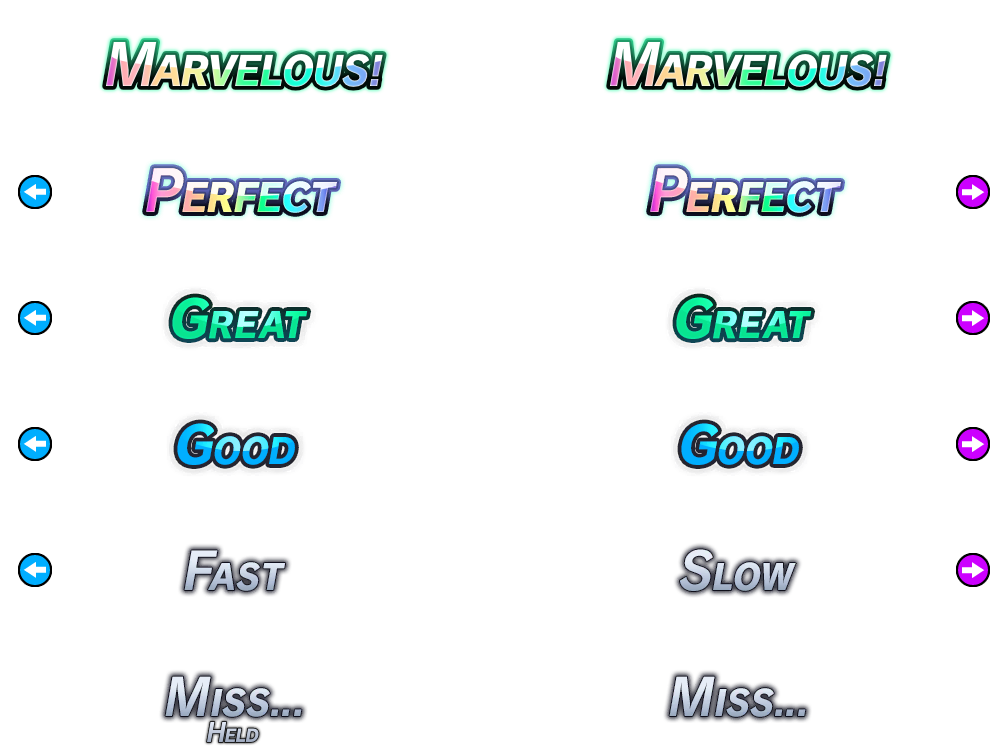 Marvelous! Marvelous!
Perfect Perfect
Great Great
Good Good
Fast Slow
Miss... Miss...
Held